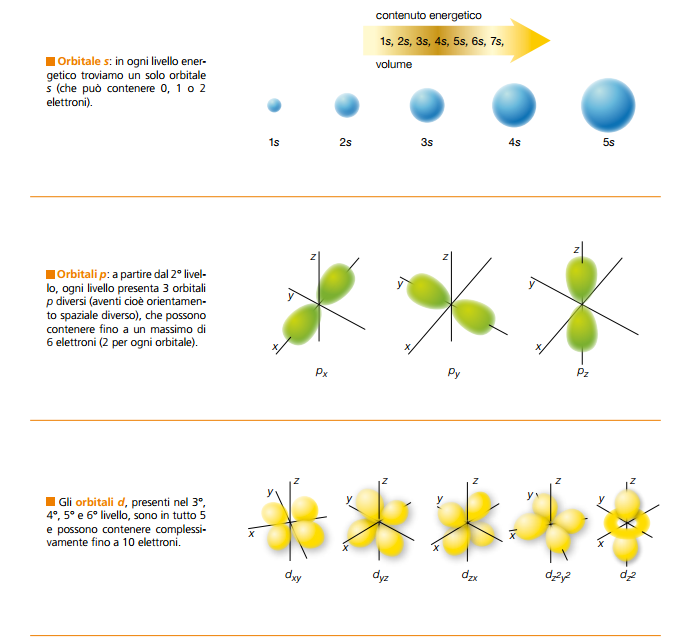 contenuto energetico
1s, 2s, 3s, 4s, 5s, 6s, 7s,
volume
Orbitale s: in ogni livello ener-
getico troviamo un solo orbitale
s (che può contenere 0, 1 o 2
elettroni).
1s
2s
3s
4s
5s
Orbitali p: a partire dal 2° livel-
lo, ogni livello presenta 3 orbitali
p diversi (aventi cioè orientamen-
to spaziale diverso), che possono
contenere fino a un massimo di
6 elettroni (2 per ogni orbitale).
z
y
x
px
z
y
x
py
z
y
x
pz
Gli orbitali d, presenti nel 3°,
4°, 5° e 6° livello, sono in tutto 5
e possono contenere complessi-
vamente fino a 10 elettroni.
z
y
x
dxy
z
y
x
dyz
z
y
x
dzx
z
y
x
dz²y²
z
y
x
dz²